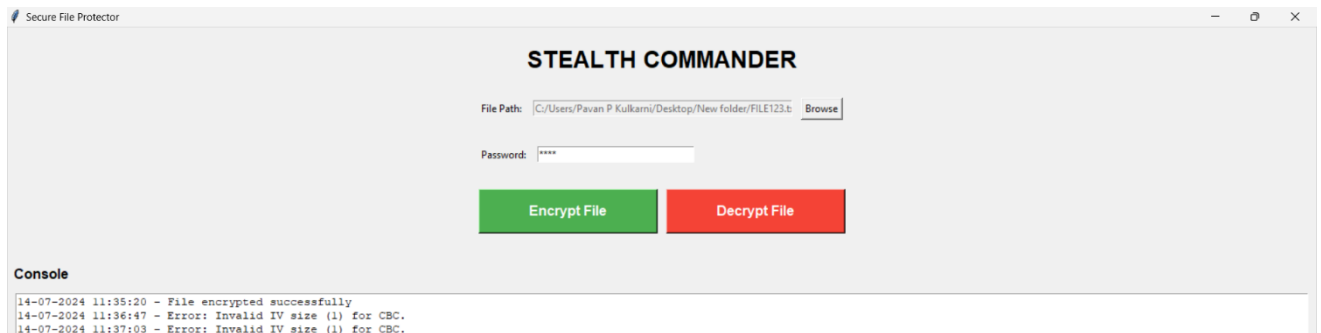 Secure File Protector
STEALTH COMMANDER
File Path: C:/Users/Pavan P Kulkarni/Desktop/New folder/FILE123.t: Browse
Password: ****
Encrypt File Decrypt File
Console
14-07-2024 11:35:20 - File encrypted successfully
14-07-2024 11:36:47 - Error: Invalid IV size (1) for CBC.
14-07-2024 11:37:03 - Error: Invalid IV size (1) for CBC.